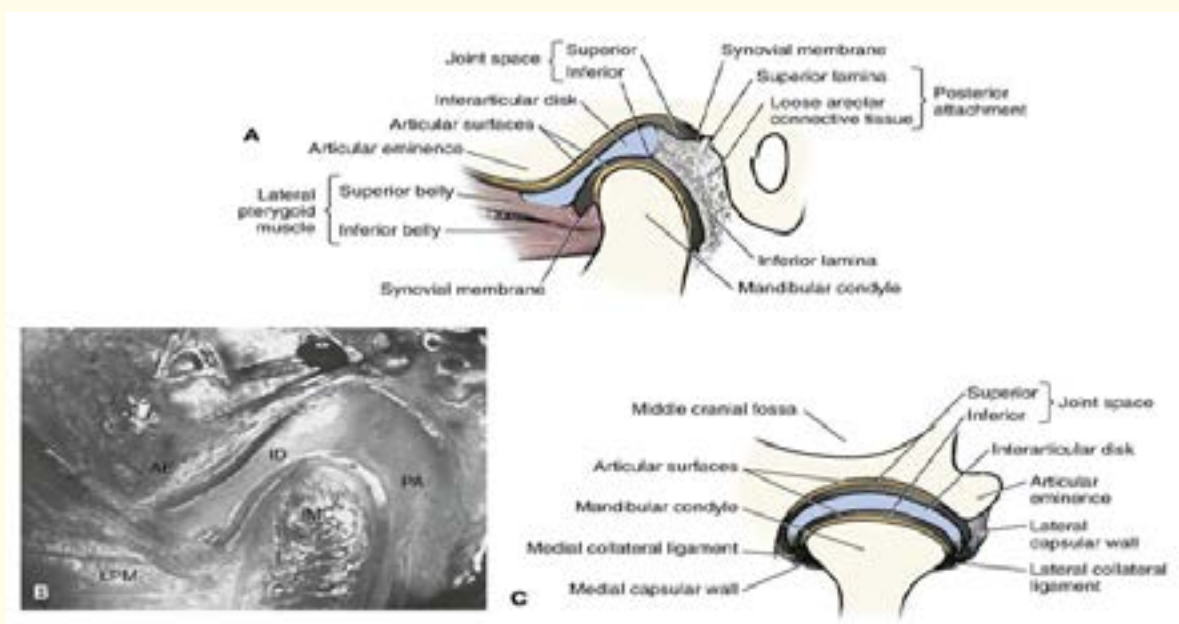 Joint space
Superior
Inferior
Synovial membrane
Superior lamina
Loose areolar
connective tissue
Posterior
attachment
Interarticular disk
Articular surfaces
A
Articular eminence
Lateral
pterygoid
muscle
Superior belly
Inferior belly
Synovial membrane
Inferior lamina
Mandibular condyle
AE
ID
PA
LPM
B
Middle cranial fossa
Superior
Inferior
Joint space
Interarticular disk
Articular surfaces
Articular
eminence
Mandibular condyle
Lateral
capsular wall
Medial collateral ligament
Lateral collateral
ligament
Medial capsular wall
C